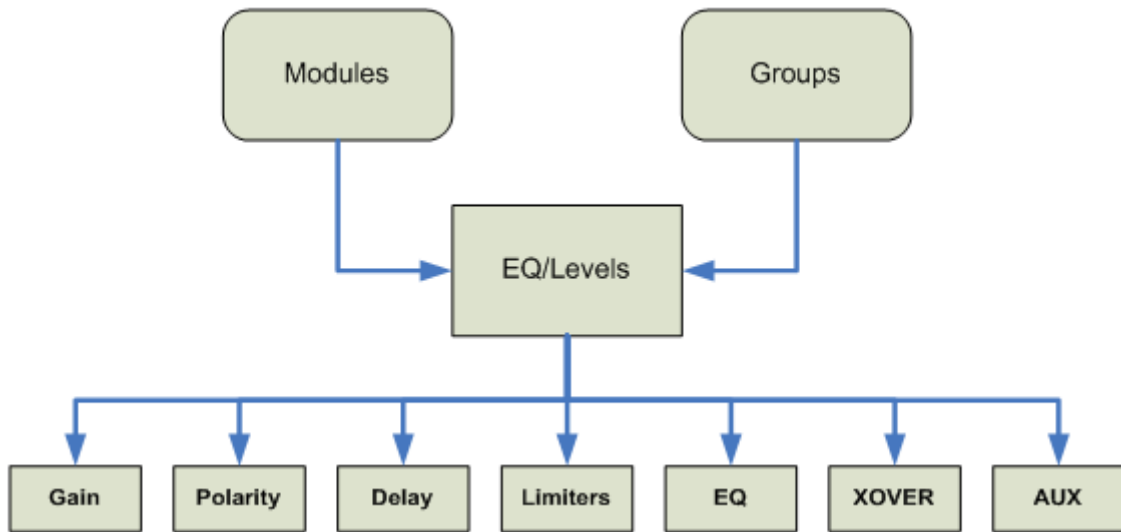 Modules
Groups
EQ/Levels
Gain
Polarity
Delay
Limiters
EQ
XOVER
AUX